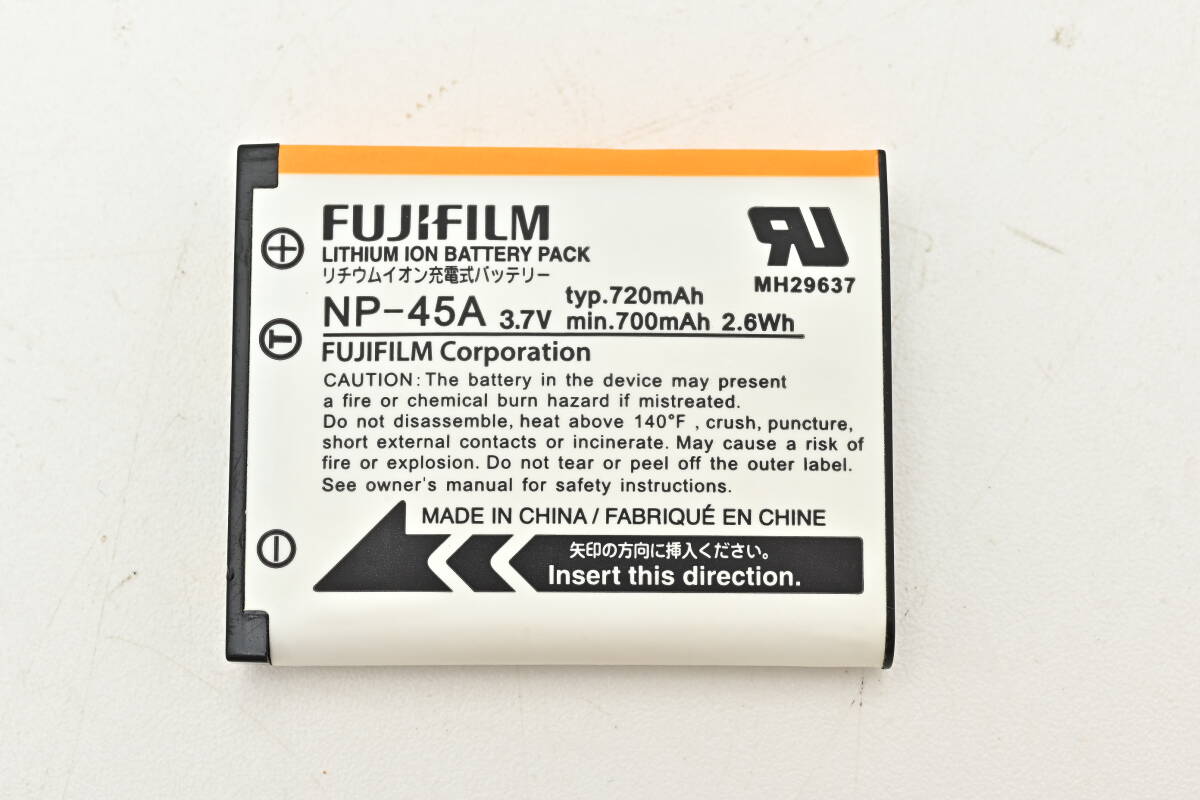 FUJIFILM
LITHIUM ION BATTERY PACK
リチウムイオン充電式バッテリー
NP-45A 3.7V typ.720mAh min.700mAh 2.6Wh
MH29637
FUJIFILM Corporation
CAUTION: The battery in the device may present
a fire or chemical burn hazard if mistreated.
Do not disassemble, heat above 140°F , crush, puncture,
short external contacts or incinerate. May cause a risk of
fire or explosion. Do not tear or peel off the outer label.
See owner's manual for safety instructions.
MADE IN CHINA / FABRIQUÉ EN CHINE
矢印の方向に挿入ください。
Insert this direction.
+
T
−